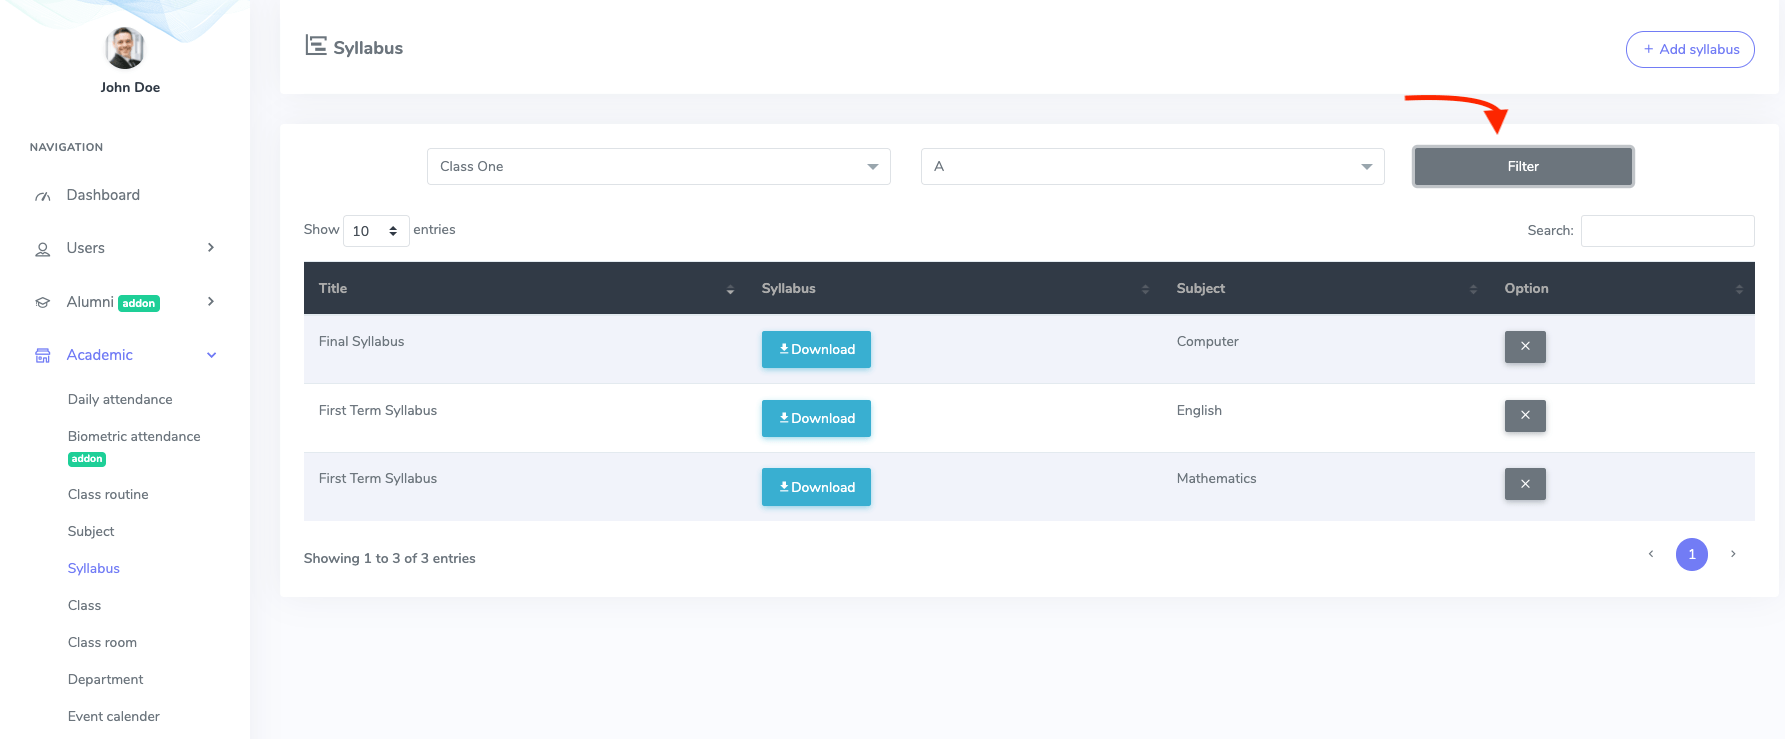 John Doe
NAVIGATION
Dashboard
Users
Alumni addon
Academic
Daily attendance
Biometric attendance
addon
Class routine
Subject
Syllabus
Class
Class room
Department
Event calender
Syllabus
+ Add syllabus
Class One
A
Filter
Show 10 entries
Search:
Title Syllabus Subject Option
Final Syllabus Download Computer
First Term Syllabus Download English
First Term Syllabus Download Mathematics
Showing 1 to 3 of 3 entries
1